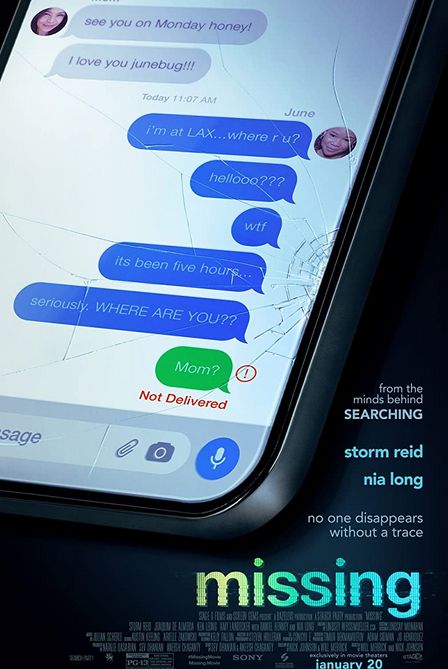 Mom
see you on Monday honey!
I love you junebug!!!
Today 11:07 AM
June
i'm at LAX...where r u?
hellooo???
wtf
its been five hours...
seriously. WHERE ARE YOU??
Mom?
!
Not Delivered
ssage
from the
minds behind
SEARCHING
storm reid
nia long
no one disappears
without a trace
missing
PG-13
SONY
exclusively in movie theaters
january 20